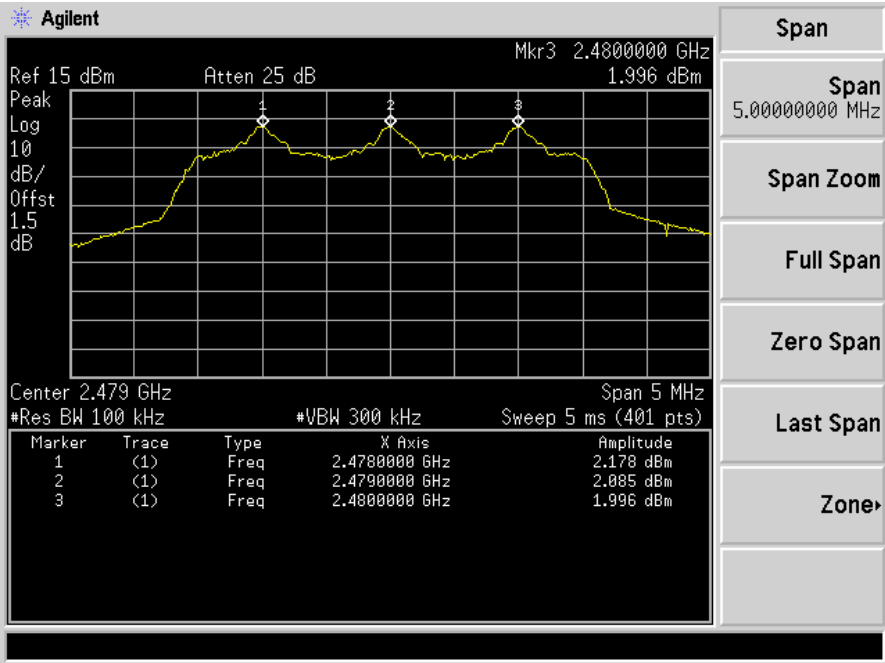 Agilent
Span
Mkr3 2.4800000 GHz
Ref 15 dBm Atten 25 dB 1.996 dBm
Peak
Log
10
dB/
Offst
1.5
dB
1 2 3
Center 2.479 GHz Span 5 MHz
#Res BW 100 kHz #VBW 300 kHz Sweep 5 ms (401 pts)
Marker Trace Type X Axis Amplitude
1 (1) Freq 2.4780000 GHz 2.178 dBm
2 (1) Freq 2.4790000 GHz 2.085 dBm
3 (1) Freq 2.4800000 GHz 1.996 dBm
Span
5.00000000 MHz
Span Zoom
Full Span
Zero Span
Last Span
Zone